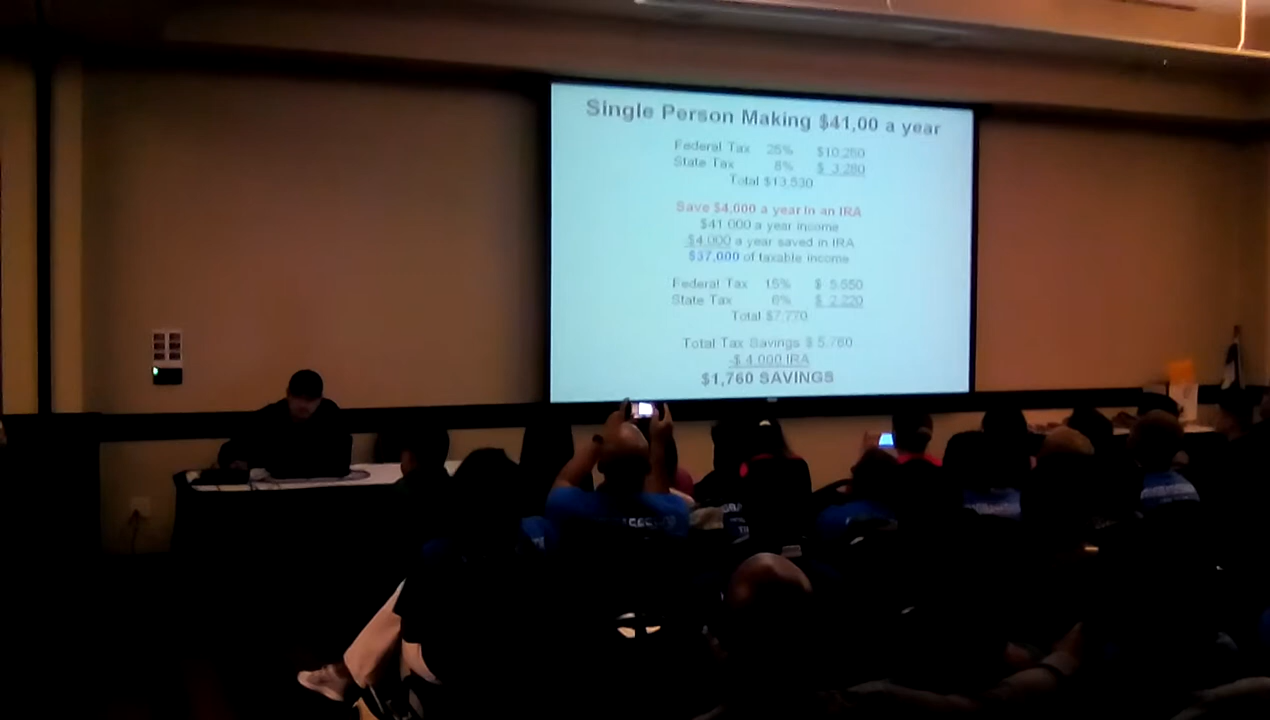 Single Person Making $41,00 a year
Federal Tax 25% $10,250
State Tax 8% $ 3,280
Total $13,530
Save $4,000 a year in an IRA
$41,000 a year income
$4,000 a year saved in IRA
$37,000 of taxable income
Federal Tax 15% $ 5,550
State Tax 6% $ 2,220
Total $7,770
Total Tax Savings $ 5,760
-$ 4,000 IRA
$1,760 SAVINGS